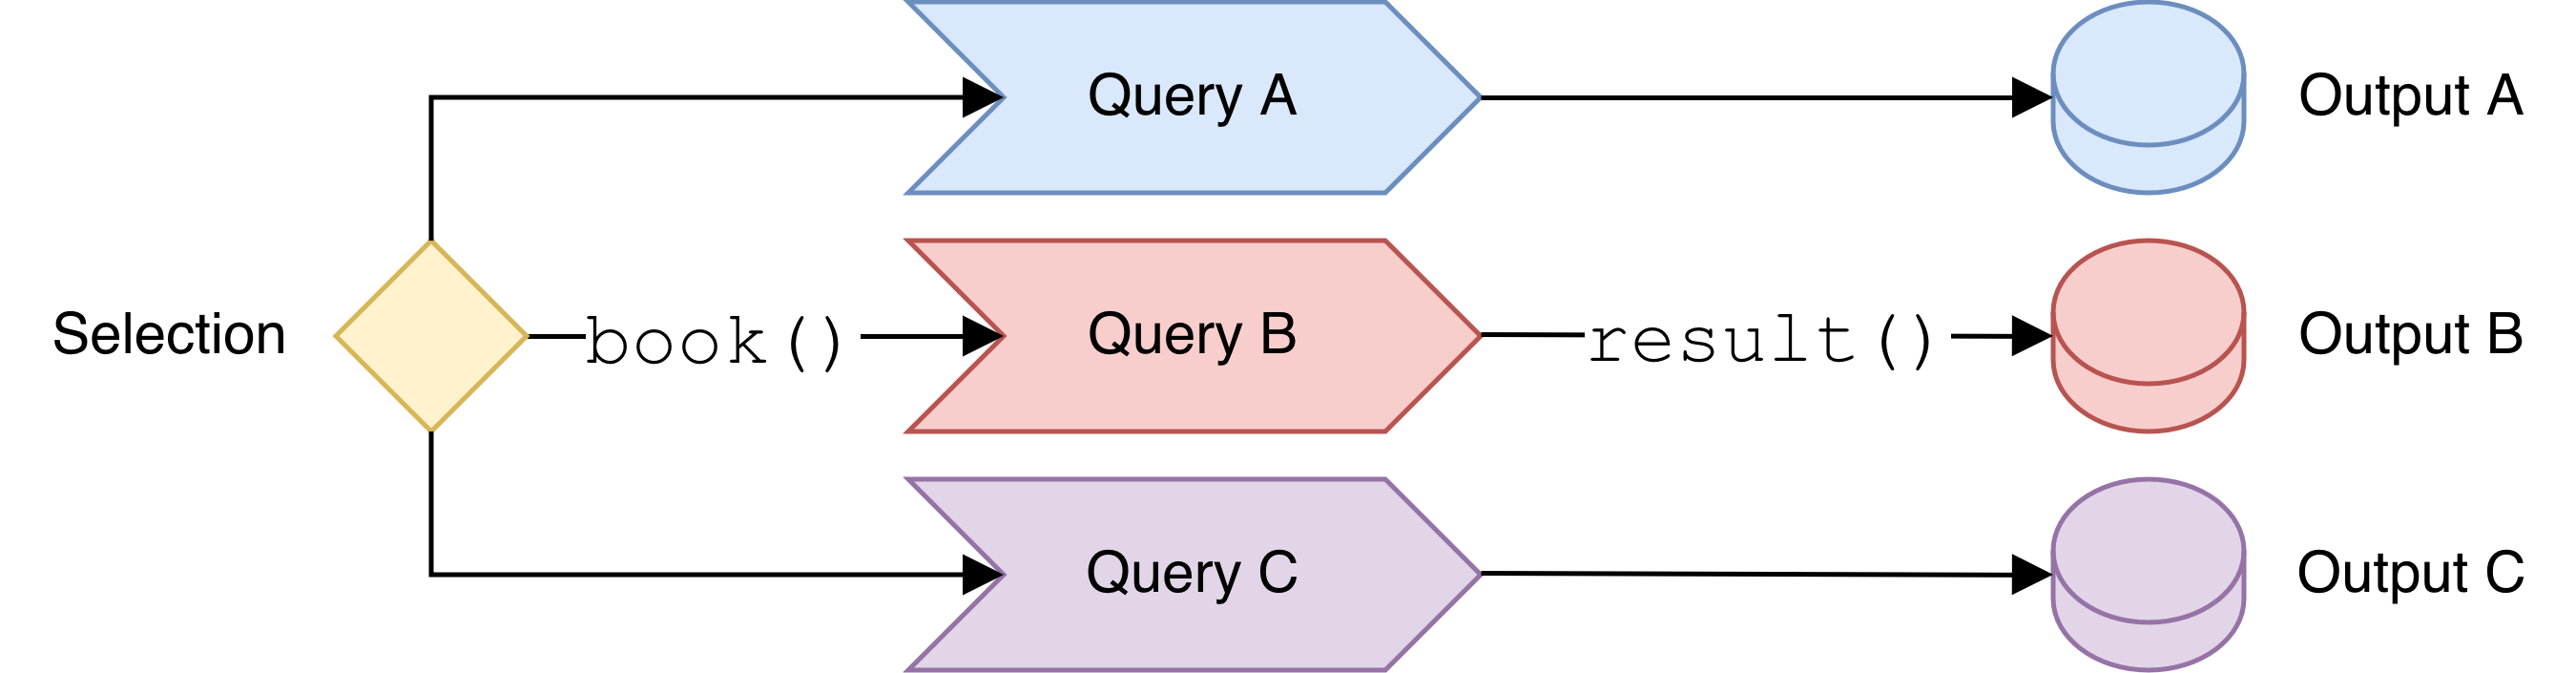 Query A
Output A
Selection
book()
Query B
result()
Output B
Query C
Output C